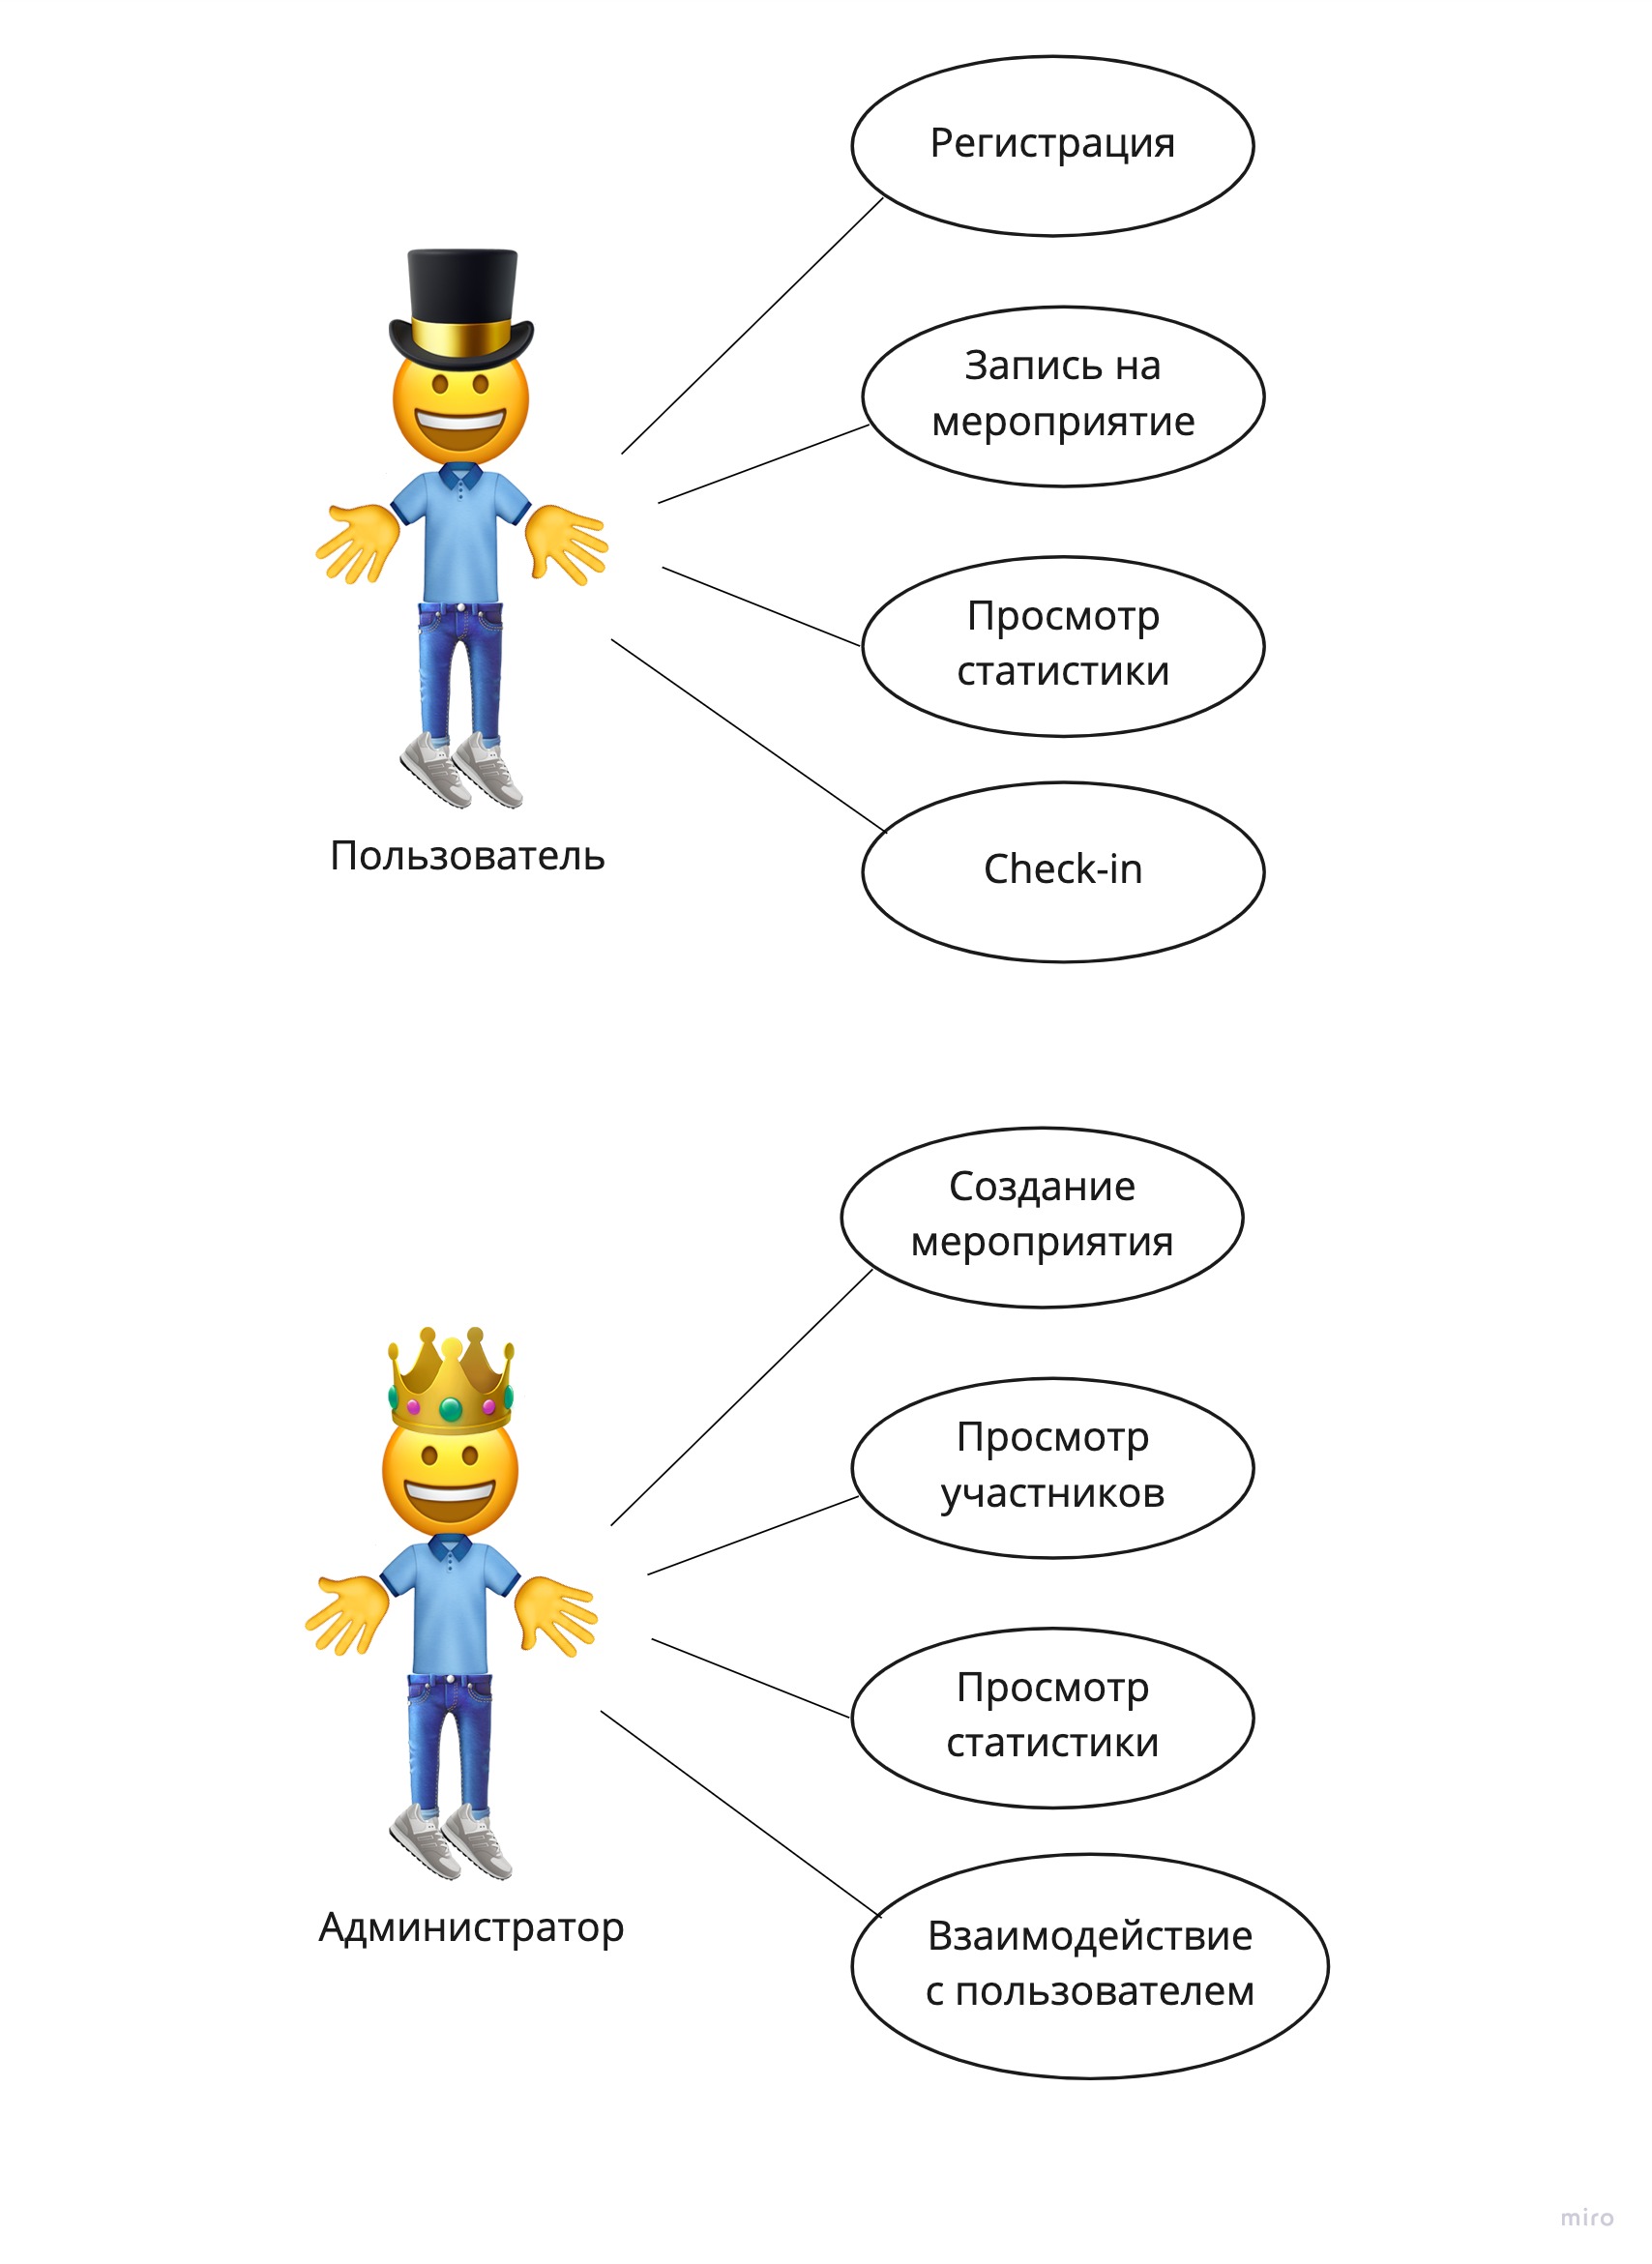 Регистрация
Запись на
мероприятие
Просмотр
статистики
Check-in
Пользователь
Создание
мероприятия
Просмотр
участников
Просмотр
статистики
Взаимодействие
с пользователем
Администратор
miro